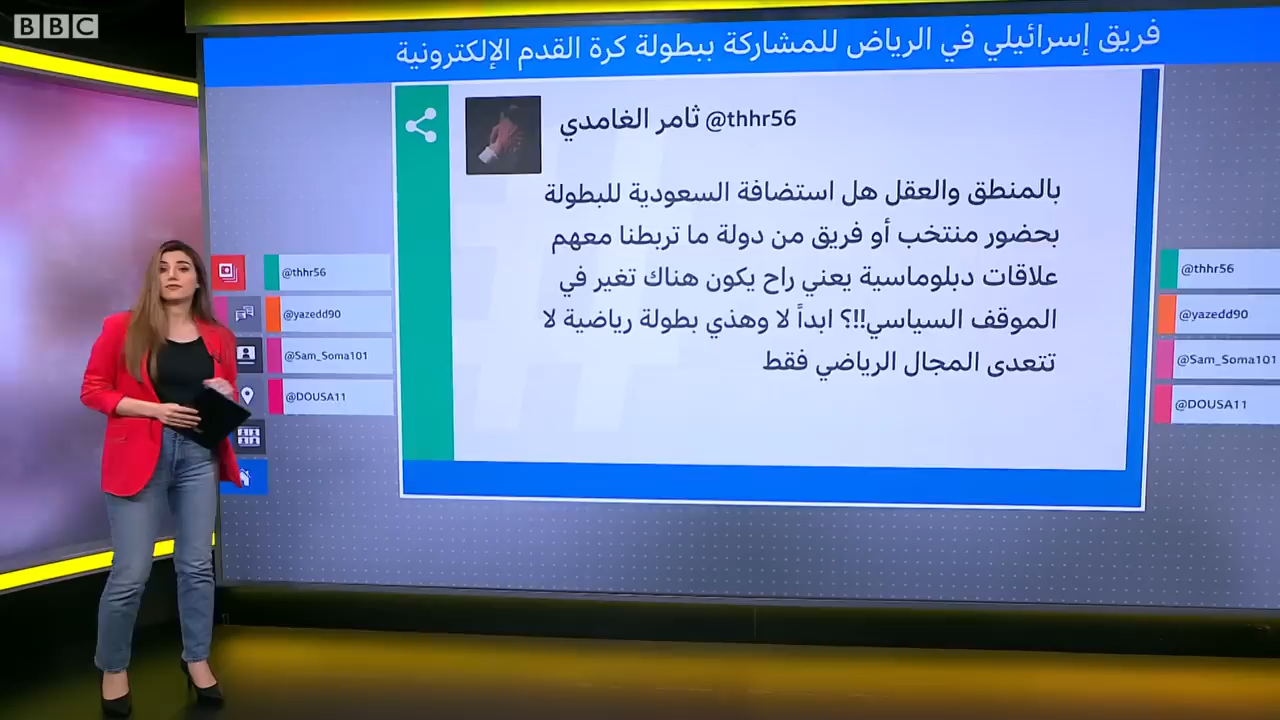 BBC
فريق إسرائيلي في الرياض للمشاركة ببطولة كرة القدم الإلكترونية
ثامر الغامدي @thhr56
بالمنطق والعقل هل استضافة السعودية للبطولة
بحضور منتخب أو فريق من دولة ما تربطنا معهم
علاقات دبلوماسية يعني راح يكون هناك تغير في
الموقف السياسي!!!؟ ابداً لا وهذي بطولة رياضية لا
تتعدى المجال الرياضي فقط
@thhr56
@yazedd90
@Sam_Soma101
@DOUSA11
@thhr56
@yazedd90
@Sam_Soma101
@DOUSA11